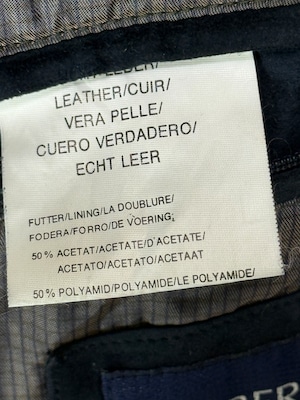 LEATHER/CUIR/
VERA PELLE/
CUERO VERDADERO/
ECHT LEER
FUTTER/LINING/LA DOUBLURE/
FODERA/FORRO/DE VOERING;
50% ACETAT/ACETATE/D'ACETATE/
ACETATO/ACETATO/ACETAAT
50% POLYAMID/POLYAMIDE/LE POLYAMIDE/